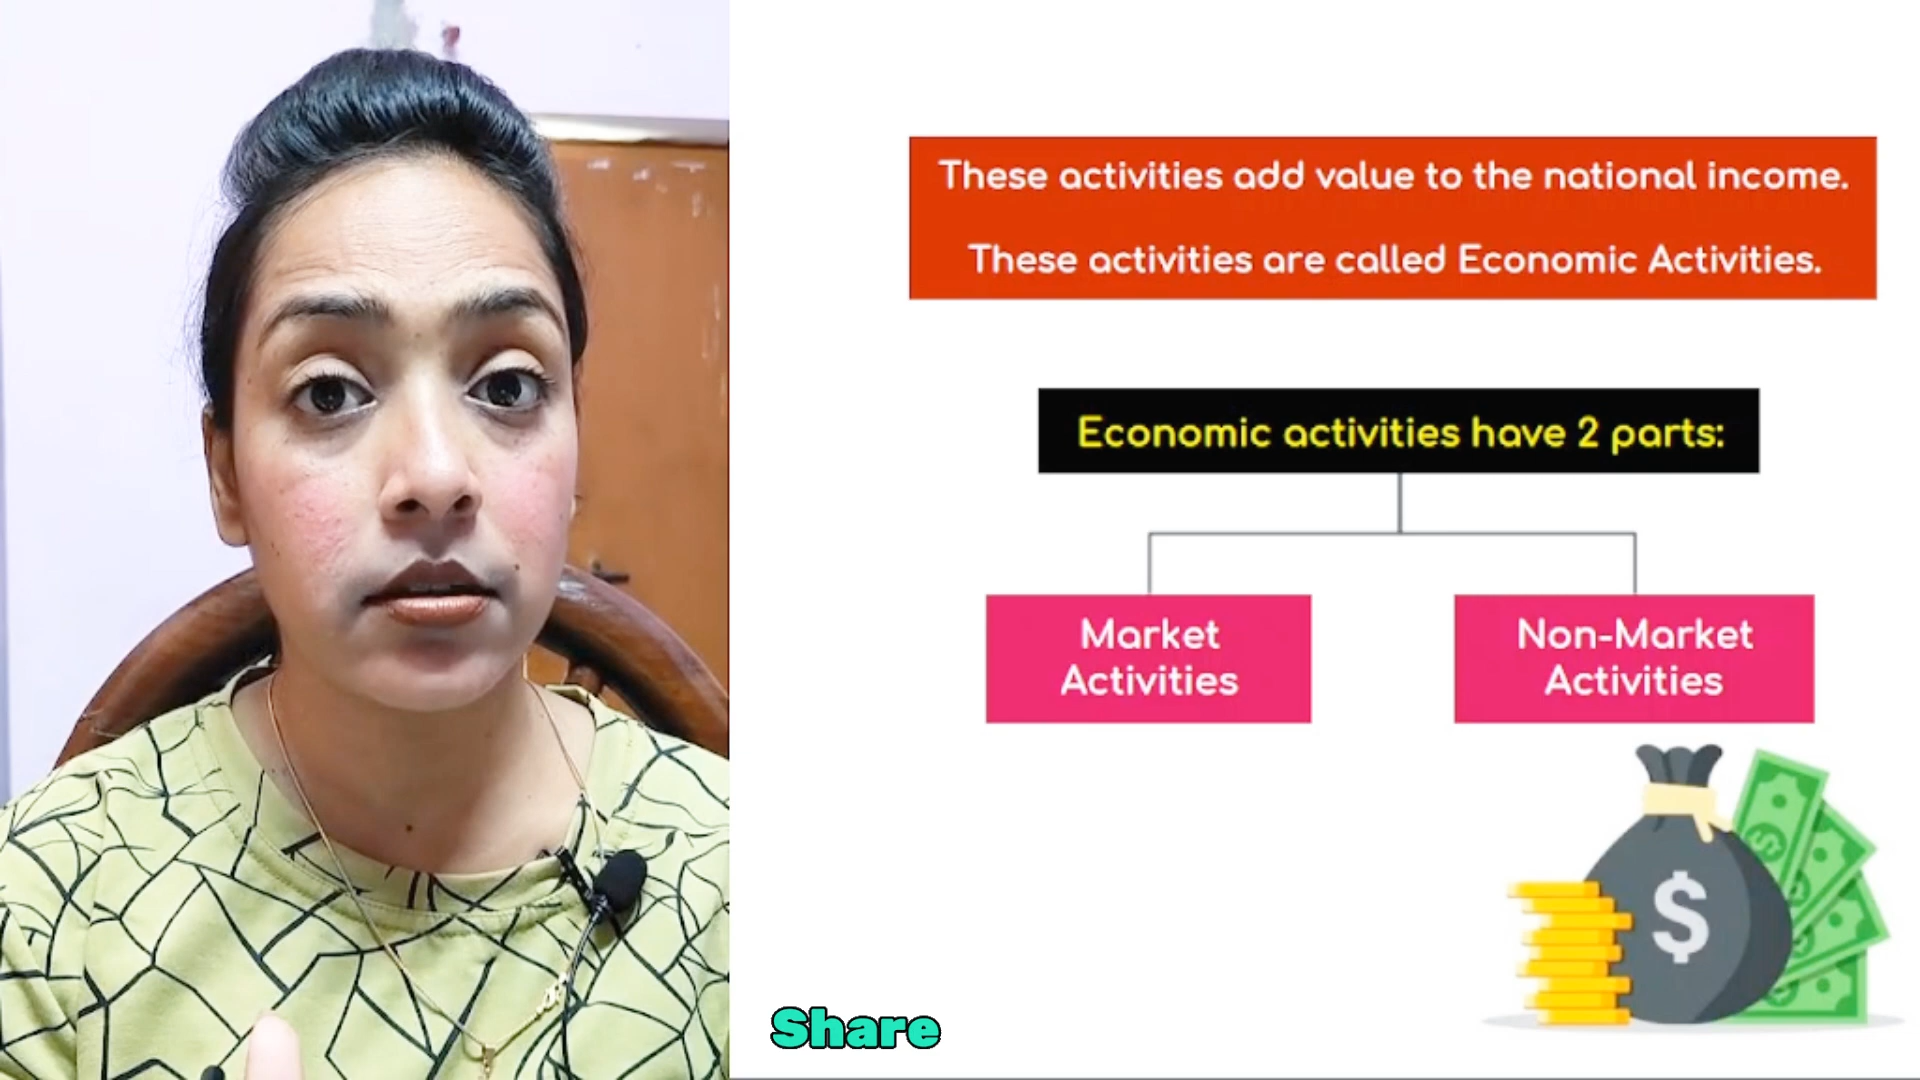 These activities add value to the national income.
These activities are called Economic Activities.
Economic activities have 2 parts:
Market
Activities
Non-Market
Activities
$
Share